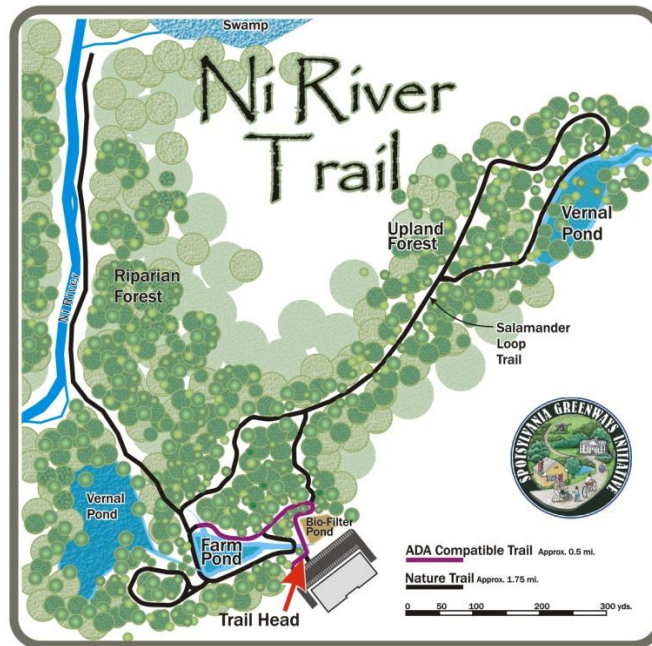 Swamp
Ni River
Trail
Upland
Forest
Vernal
Pond
Riparian
Forest
Ni River
Salamander
Loop
Trail
SPOTSYLVANIA GREENWAYS INITIATIVE
Vernal
Pond
Bio-Filter
Pond
Farm
Pond
ADA Compatible Trail Approx. 0.5 mi.
Nature Trail Approx. 1.75 mi.
Trail Head
0 50 100 200 300 yds.